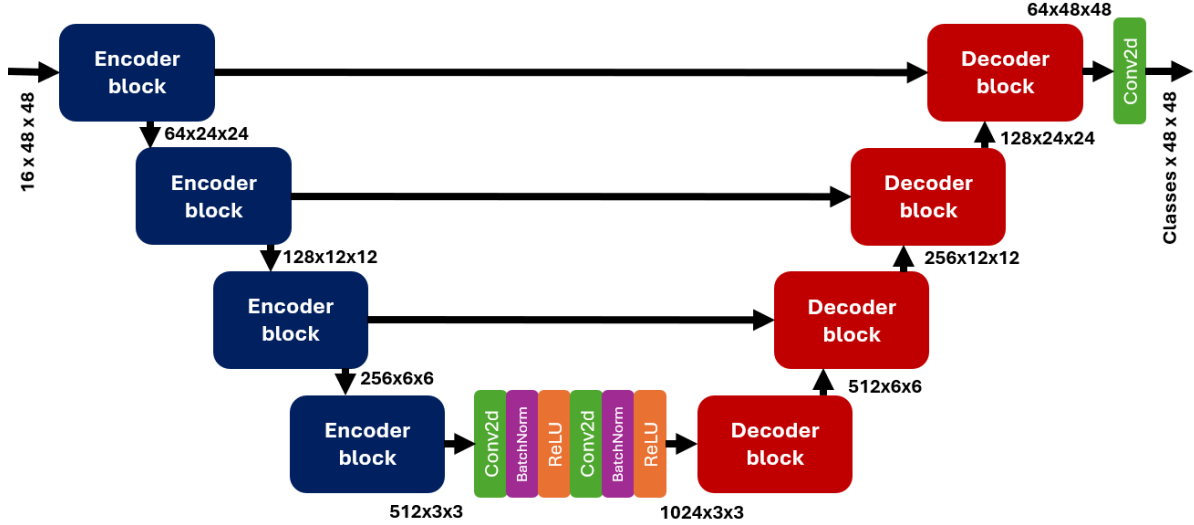 64x48x48
Encoder
block
Decoder
block
Conv2d
16 x 48 x 48
Classes x 48 x 48
64x24x24
128x24x24
Encoder
block
Decoder
block
128x12x12
256x12x12
Encoder
block
Decoder
block
256x6x6
512x6x6
Encoder
block
Conv2d
BatchNorm
ReLU
Conv2d
BatchNorm
ReLU
Decoder
block
512x3x3
1024x3x3